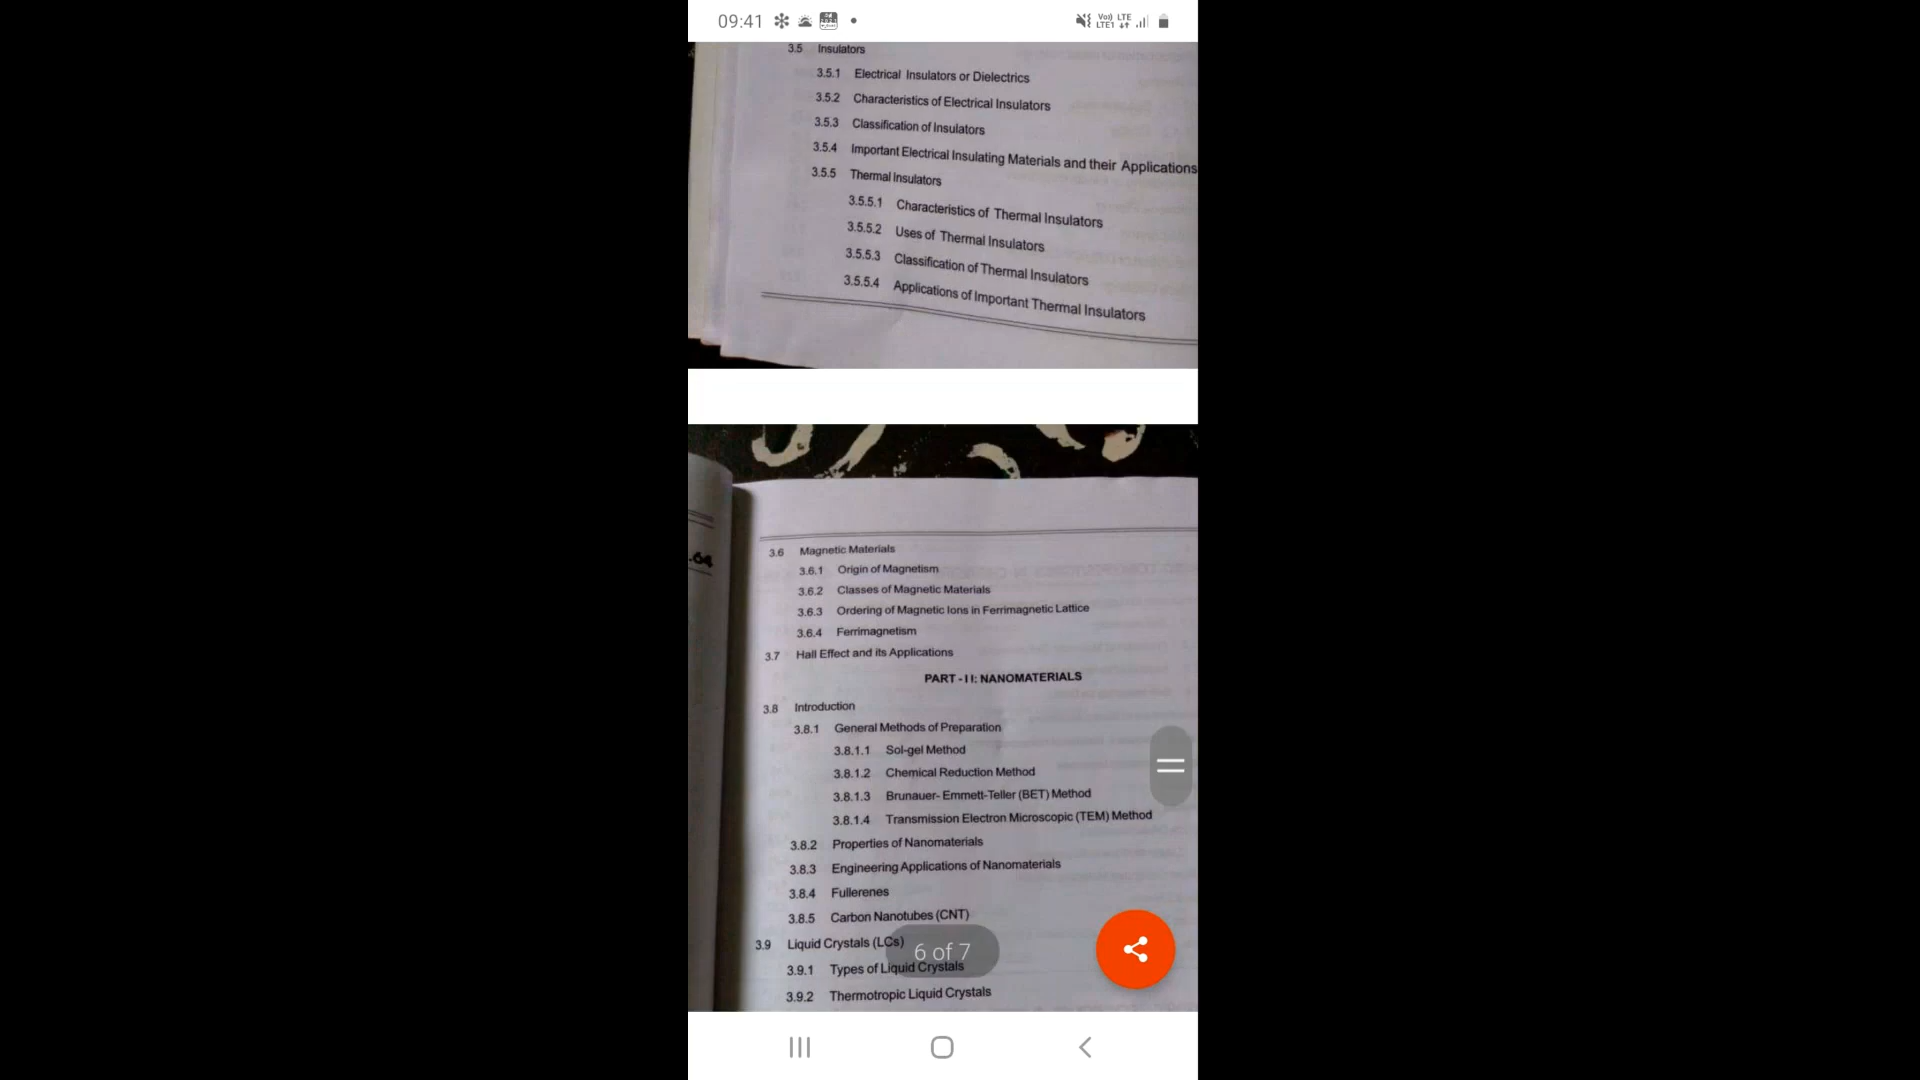 09:41
Vo) LTE
LTE1
3.5 Insulators
3.5.1 Electrical Insulators or Dielectrics
3.5.2 Characteristics of Electrical Insulators
3.5.3 Classification of Insulators
3.5.4 Important Electrical Insulating Materials and their Applications
3.5.5 Thermal Insulators
3.5.5.1 Characteristics of Thermal Insulators
3.5.5.2 Uses of Thermal Insulators
3.5.5.3 Classification of Thermal Insulators
3.5.5.4 Applications of Important Thermal Insulators
.64
3.6 Magnetic Materials
3.6.1 Origin of Magnetism
3.6.2 Classes of Magnetic Materials
3.6.3 Ordering of Magnetic Ions in Ferrimagnetic Lattice
3.6.4 Ferrimagnetism
3.7 Hall Effect and its Applications
PART - II: NANOMATERIALS
3.8 Introduction
3.8.1 General Methods of Preparation
3.8.1.1 Sol-gel Method
3.8.1.2 Chemical Reduction Method
3.8.1.3 Brunauer- Emmett-Teller (BET) Method
3.8.1.4 Transmission Electron Microscopic (TEM) Method
3.8.2 Properties of Nanomaterials
3.8.3 Engineering Applications of Nanomaterials
3.8.4 Fullerenes
3.8.5 Carbon Nanotubes (CNT)
3.9 Liquid Crystals (LCs)
6 of 7
3.9.1 Types of Liquid Crystals
3.9.2 Thermotropic Liquid Crystals